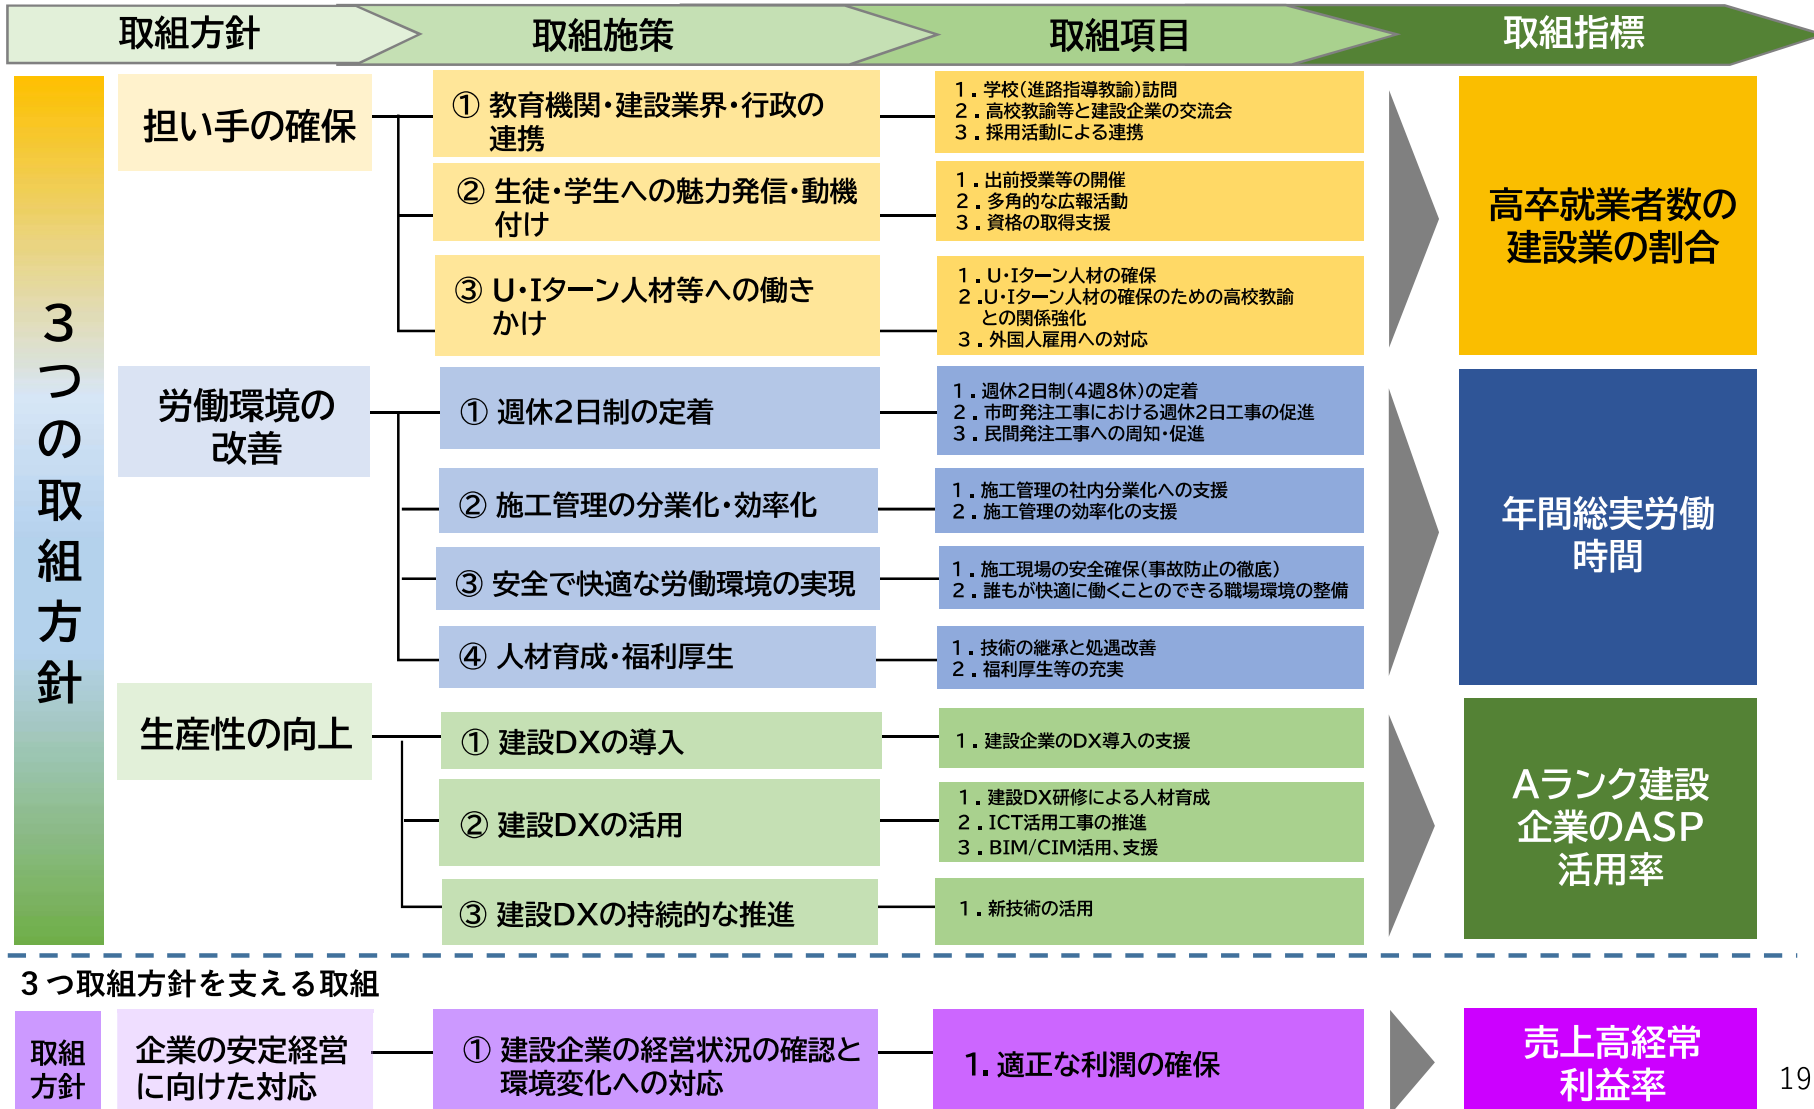 取組方針
取組施策
取組項目
取組指標
3つの取組方針
担い手の確保
① 教育機関・建設業界・行政の
連携
1．学校（進路指導教諭）訪問
2．高校教諭等と建設企業の交流会
3．採用活動による連携
② 生徒・学生への魅力発信・動機
付け
1．出前授業等の開催
2．多角的な広報活動
3．資格の取得支援
③ U・Iターン人材等への働き
かけ
1．U・Iターン人材の確保
2．U・Iターン人材の確保のための高校教諭
との関係強化
3．外国人雇用への対応
高卒就業者数の
建設業の割合
労働環境の
改善
① 週休2日制の定着
1．週休2日制（4週8休）の定着
2．市町発注工事における週休2日工事の促進
3．民間発注工事への周知・促進
② 施工管理の分業化・効率化
1．施工管理の社内分業化への支援
2．施工管理の効率化の支援
③ 安全で快適な労働環境の実現
1．施工現場の安全確保（事故防止の徹底）
2．誰もが快適に働くことのできる職場環境の整備
④ 人材育成・福利厚生
1．技術の継承と処遇改善
2．福利厚生等の充実
年間総実労働
時間
生産性の向上
① 建設DXの導入
1．建設企業のDX導入の支援
② 建設DXの活用
1．建設DX研修による人材育成
2．ICT活用工事の推進
3．BIM/CIM活用、支援
③ 建設DXの持続的な推進
1．新技術の活用
Aランク建設
企業のASP
活用率
3つ取組方針を支える取組
取組
方針
企業の安定経営
に向けた対応
① 建設企業の経営状況の確認と
環境変化への対応
1．適正な利潤の確保
売上高経常
利益率
19